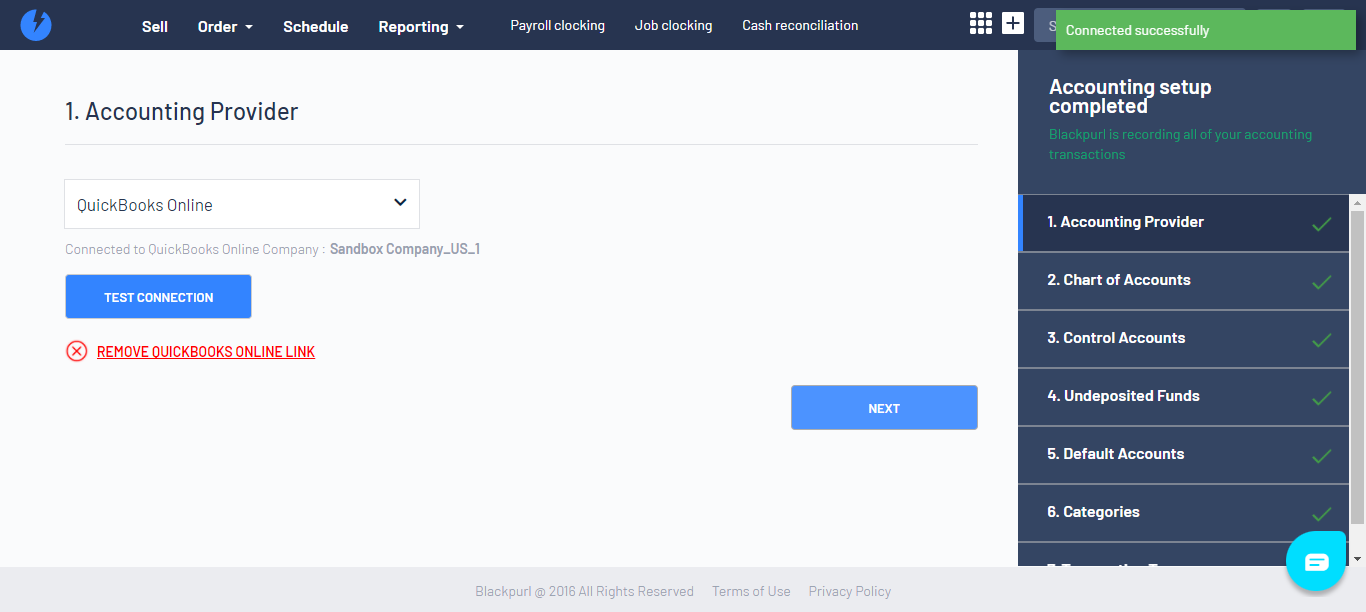 Sell Order Schedule Reporting Payroll clocking Job clocking Cash reconciliation
Connected successfully
1. Accounting Provider
QuickBooks Online
Connected to QuickBooks Online Company : Sandbox Company_US_1
TEST CONNECTION
REMOVE QUICKBOOKS ONLINE LINK
NEXT
Accounting setup
completed
Blackpurl is recording all of your accounting
transactions
1. Accounting Provider
2. Chart of Accounts
3. Control Accounts
4. Undeposited Funds
5. Default Accounts
6. Categories
Blackpurl @ 2016 All Rights Reserved Terms of Use Privacy Policy